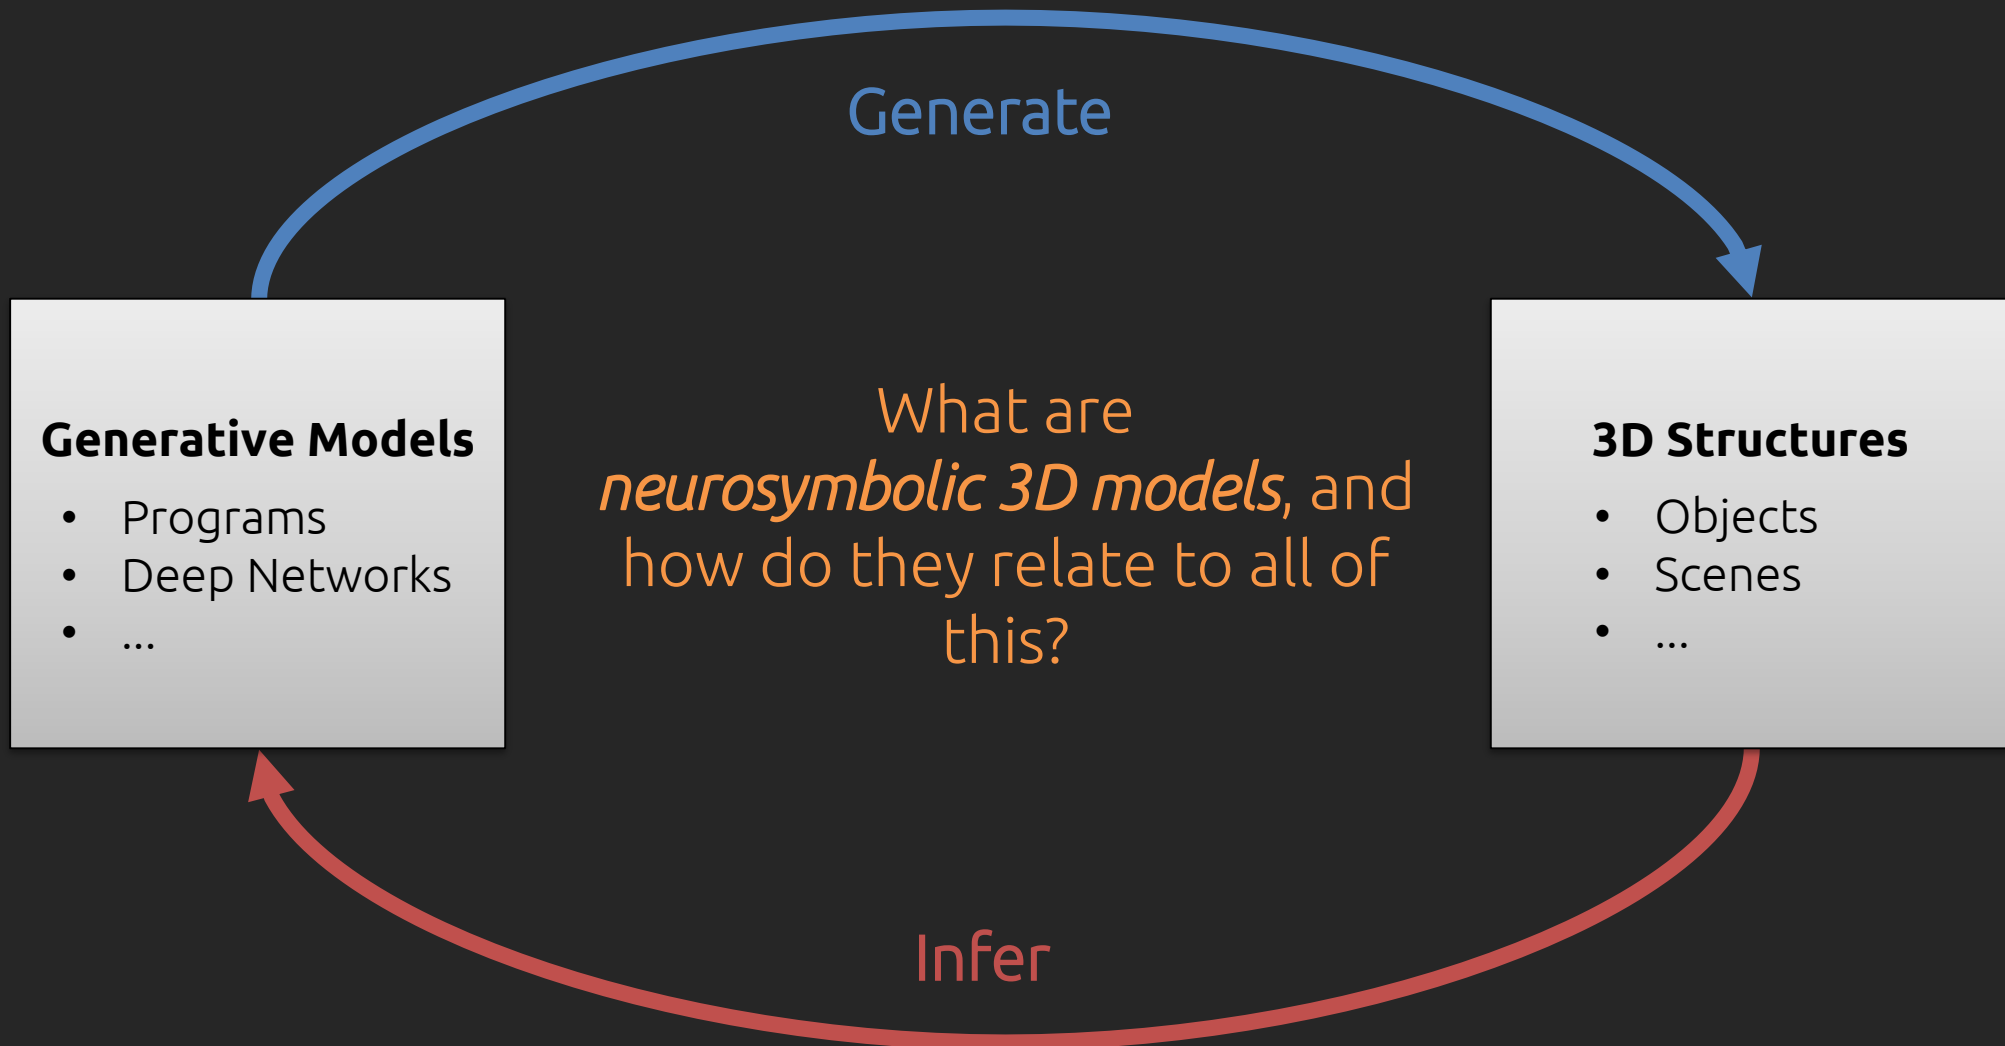 Generate
Generative Models
• Programs
• Deep Networks
• ...
What are
neurosymbolic 3D models, and
how do they relate to all of
this?
3D Structures
• Objects
• Scenes
• ...
Infer